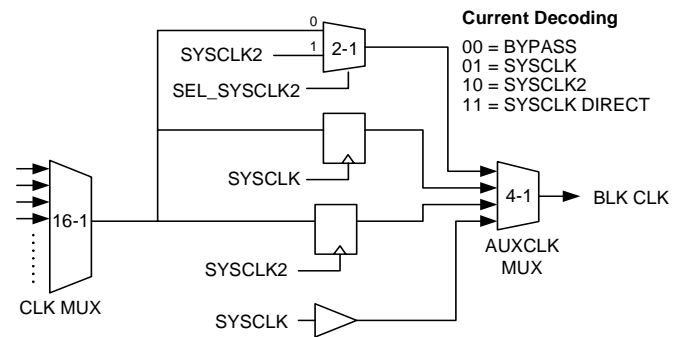 Current Decoding
00 = BYPASS
01 = SYSCLK
10 = SYSCLK2
11 = SYSCLK DIRECT
0
1
2-1
SYSCLK2
SEL_SYSCLK2
SYSCLK
16-1
4-1
BLK CLK
SYSCLK2
AUXCLK
MUX
CLK MUX
SYSCLK